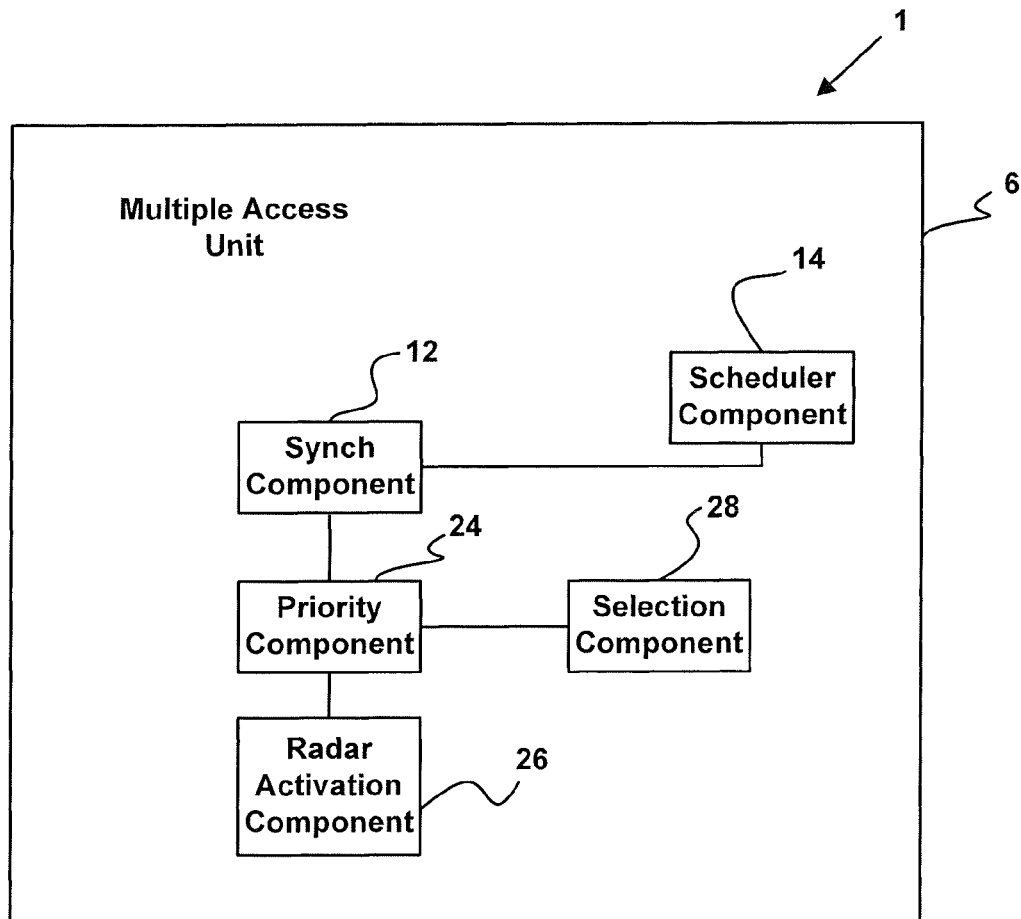 1
6
Multiple Access
Unit
14
12
Scheduler
Component
Synch
Component
28
24
Priority
Component
Selection
Component
Radar
Activation
Component
26